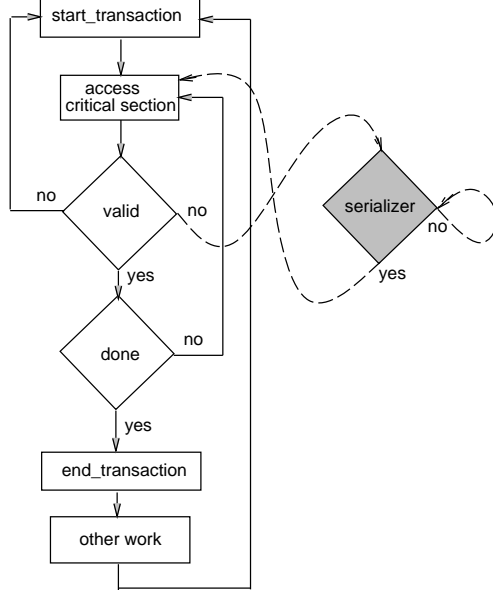 start_transaction
access
critical section
no
valid
no
serializer
no
yes
yes
done
no
yes
end_transaction
other work